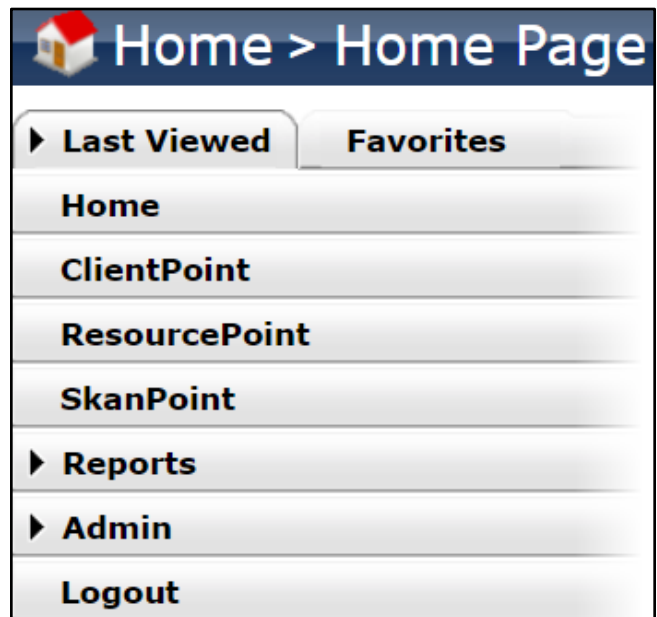 Home > Home Page
Last Viewed Favorites
Home
ClientPoint
ResourcePoint
SkanPoint
Reports
Admin
Logout